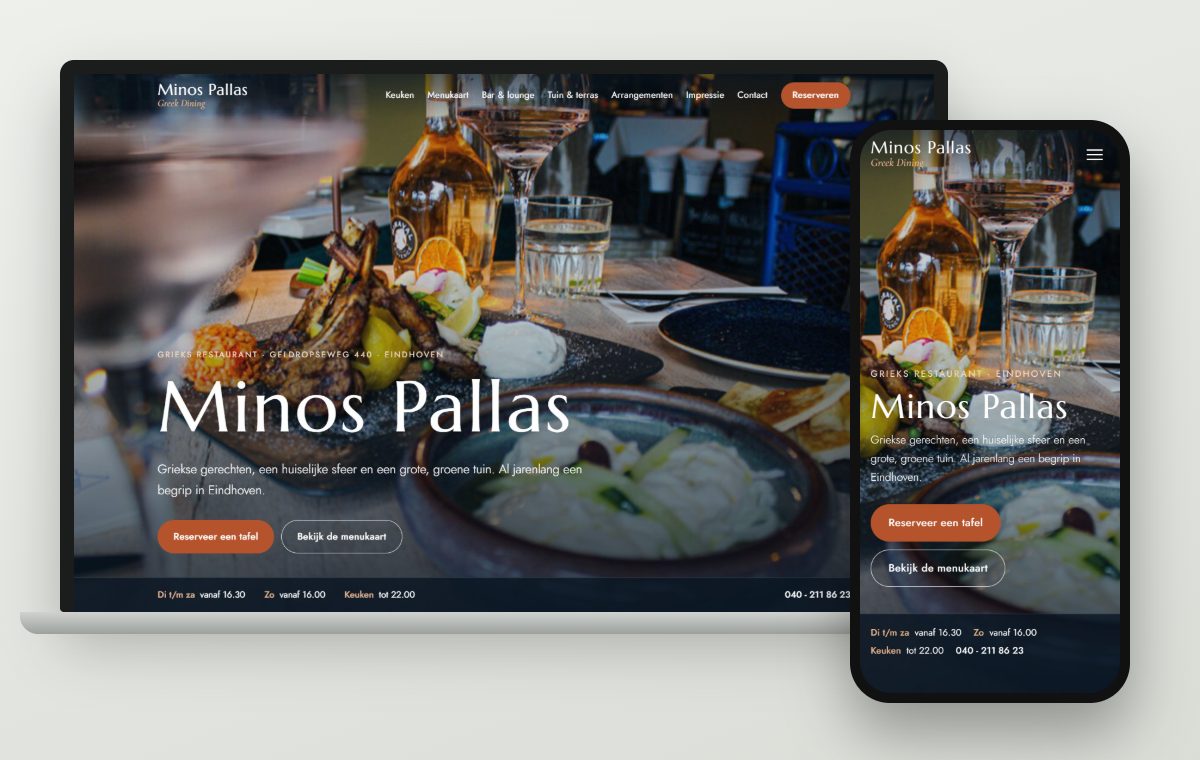 Minos Pallas
Greek Dining
Keuken Menukaart Bar & lounge Tuin & terras Arrangementen Impressie Contact Reserveren
GRIEKS RESTAURANT · GELDROPSEWEG 440 · EINDHOVEN
Minos Pallas
Griekse gerechten, een huiselijke sfeer en een grote, groene tuin. Al jarenlang een
begrip in Eindhoven.
Reserveer een tafel Bekijk de menukaart
Di t/m za vanaf 16.30 Zo vanaf 16.00 Keuken tot 22.00 040 - 211 86 23
Minos Pallas
Greek Dining
GRIEKS RESTAURANT · EINDHOVEN
Minos Pallas
Griekse gerechten, een huiselijke sfeer en een
grote, groene tuin. Al jarenlang een begrip in
Eindhoven.
Reserveer een tafel
Bekijk de menukaart
Di t/m za vanaf 16.30 Zo vanaf 16.00
Keuken tot 22.00 040 - 211 86 23